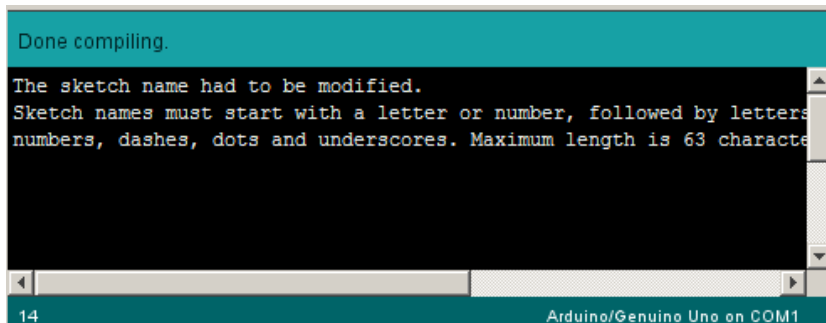 Done compiling.
The sketch name had to be modified.
Sketch names must start with a letter or number, followed by letters
numbers, dashes, dots and underscores. Maximum length is 63 characte
14
Arduino/Genuino Uno on COM1